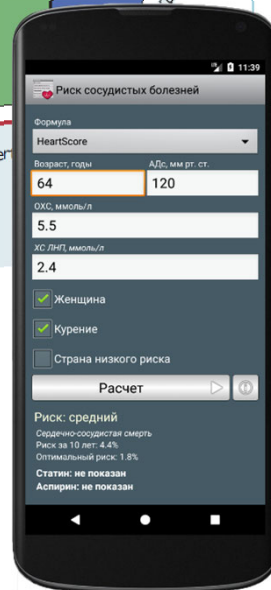 11:39
Риск сосудистых болезней
Формула
HeartScore
Возраст, годы АДс, мм рт. ст.
64 120
ОХС, ммоль/л
5.5
ХС ЛНП, ммоль/л
2.4
Женщина
Курение
Страна низкого риска
Расчет
Риск: средний
Сердечно-сосудистая смерть
Риск за 10 лет: 4.4%
Оптимальный риск: 1.8%
Статин: не показан
Аспирин: не показан